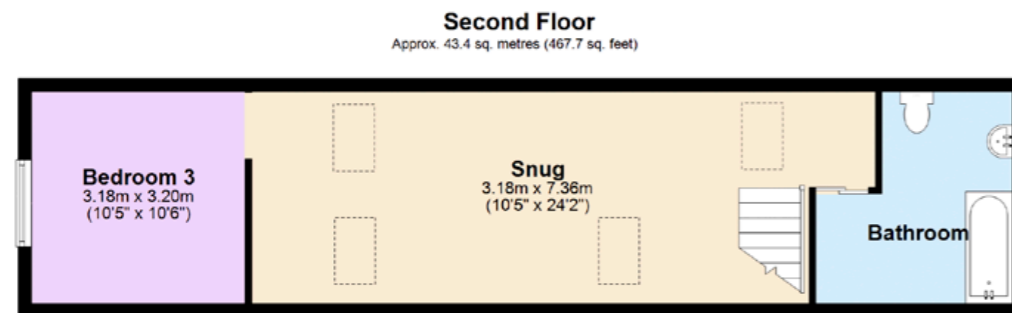 Second Floor
Approx. 43.4 sq. metres (467.7 sq. feet)
Bedroom 3
3.18m x 3.20m
(10'5" x 10'6")
Snug
3.18m x 7.36m
(10'5" x 24'2")
Bathroom